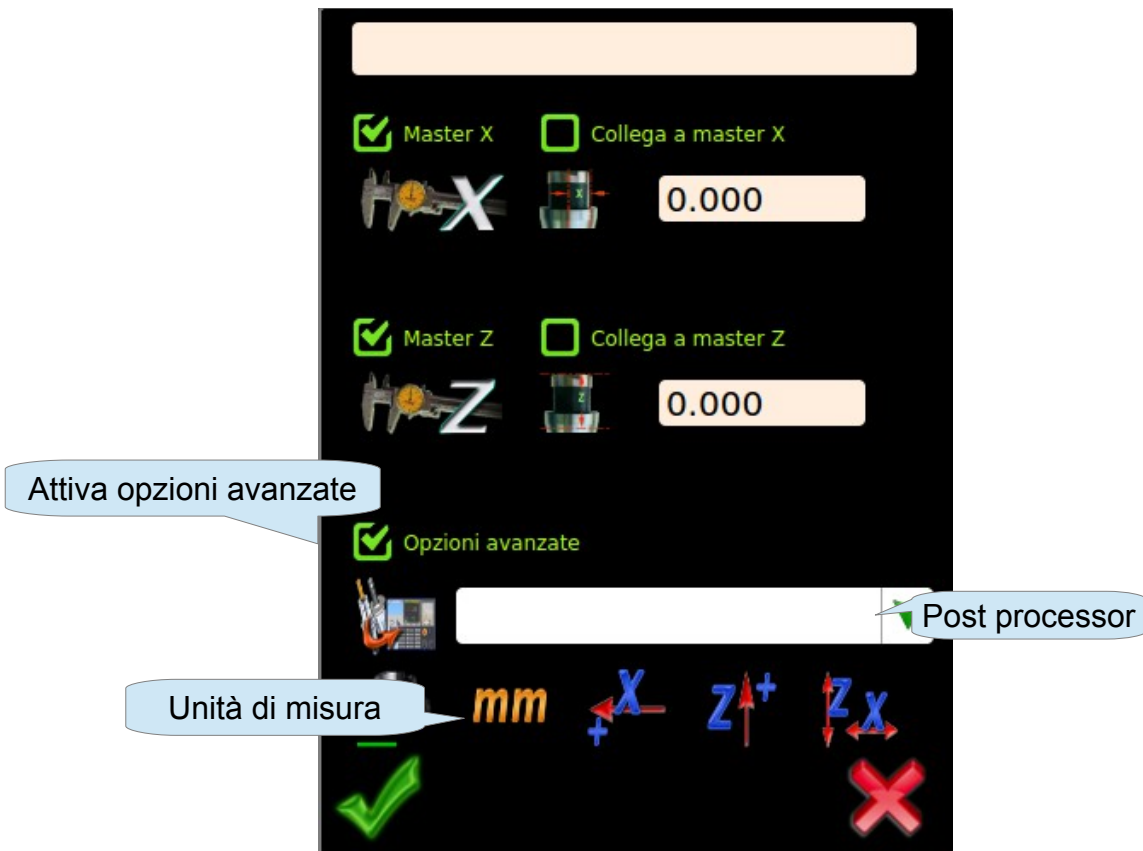 Master X
Collega a master X
X
X
0.000
Master Z
Collega a master Z
Z
Z
0.000
Attiva opzioni avanzate
Opzioni avanzate
Post processor
Unità di misura
mm
X
+
Z
+
Z
X